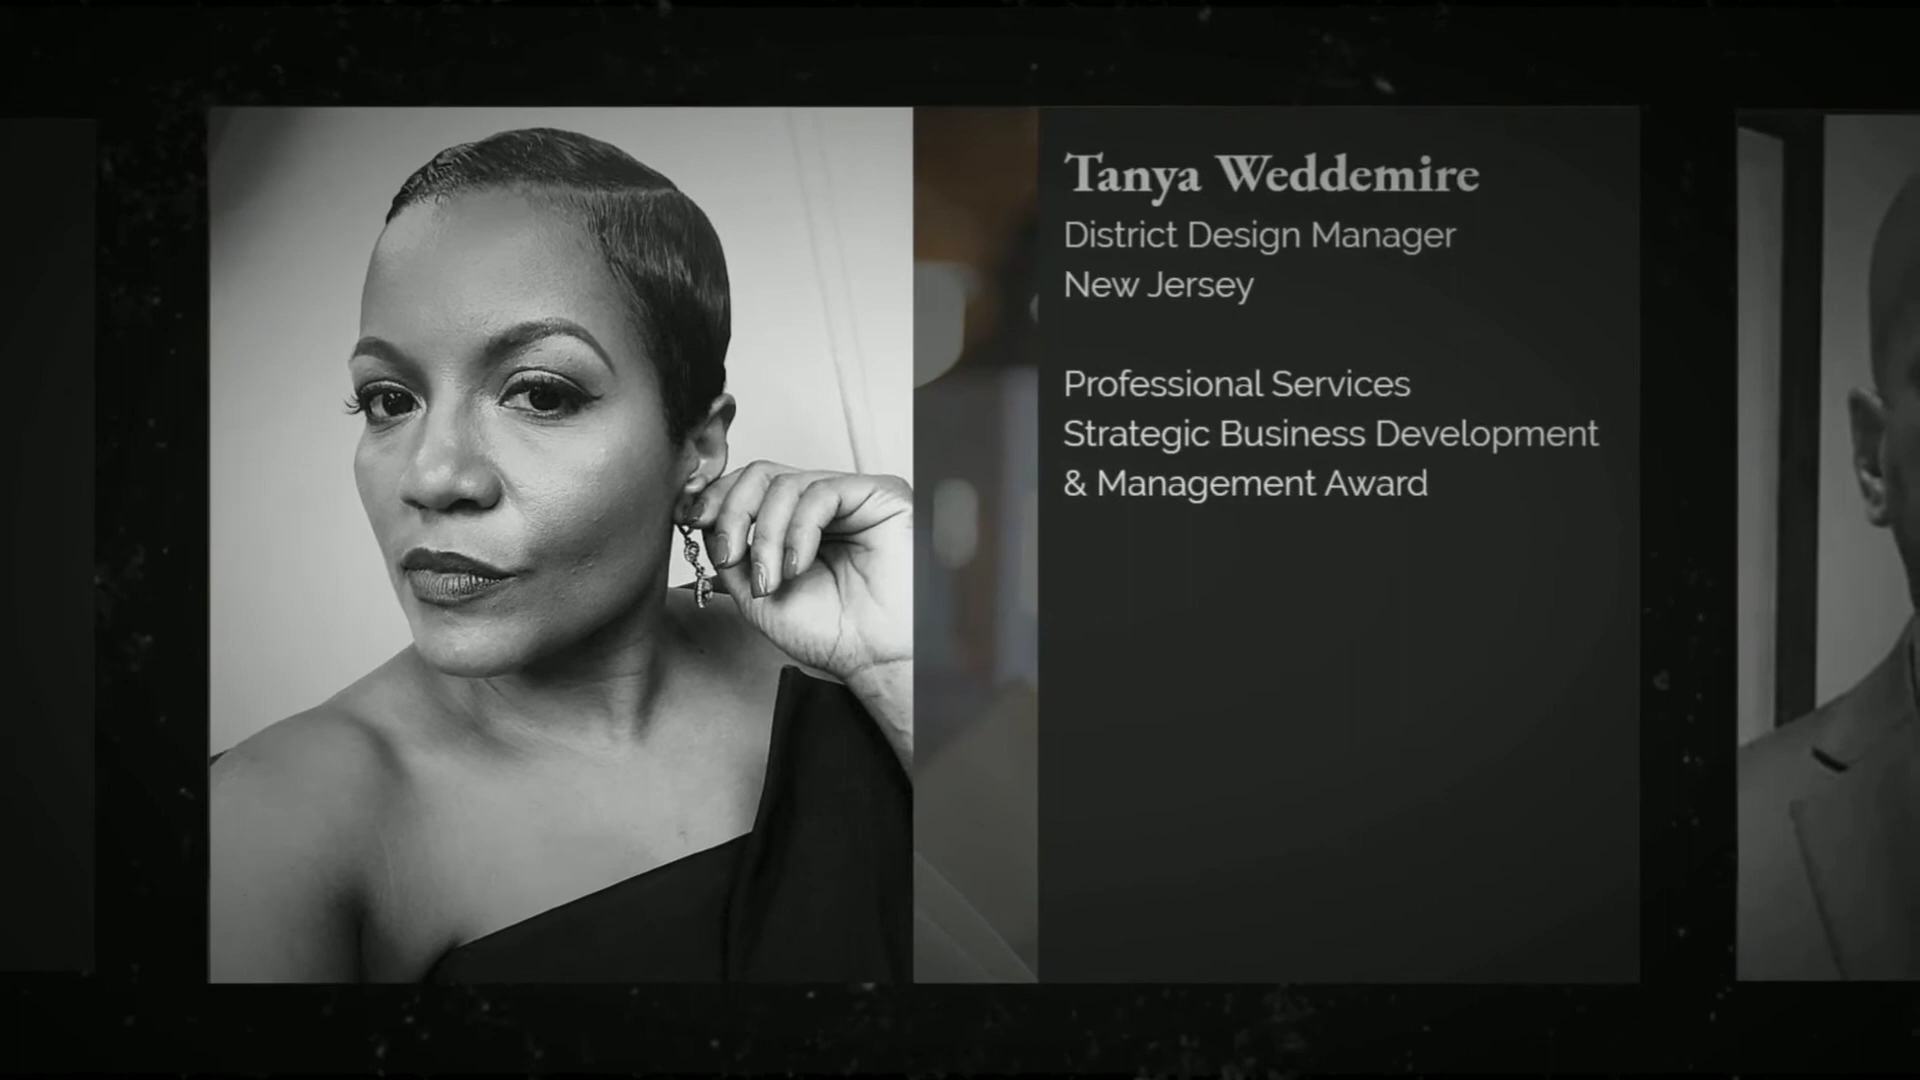 Tanya Weddemire
District Design Manager
New Jersey
Professional Services
Strategic Business Development
& Management Award